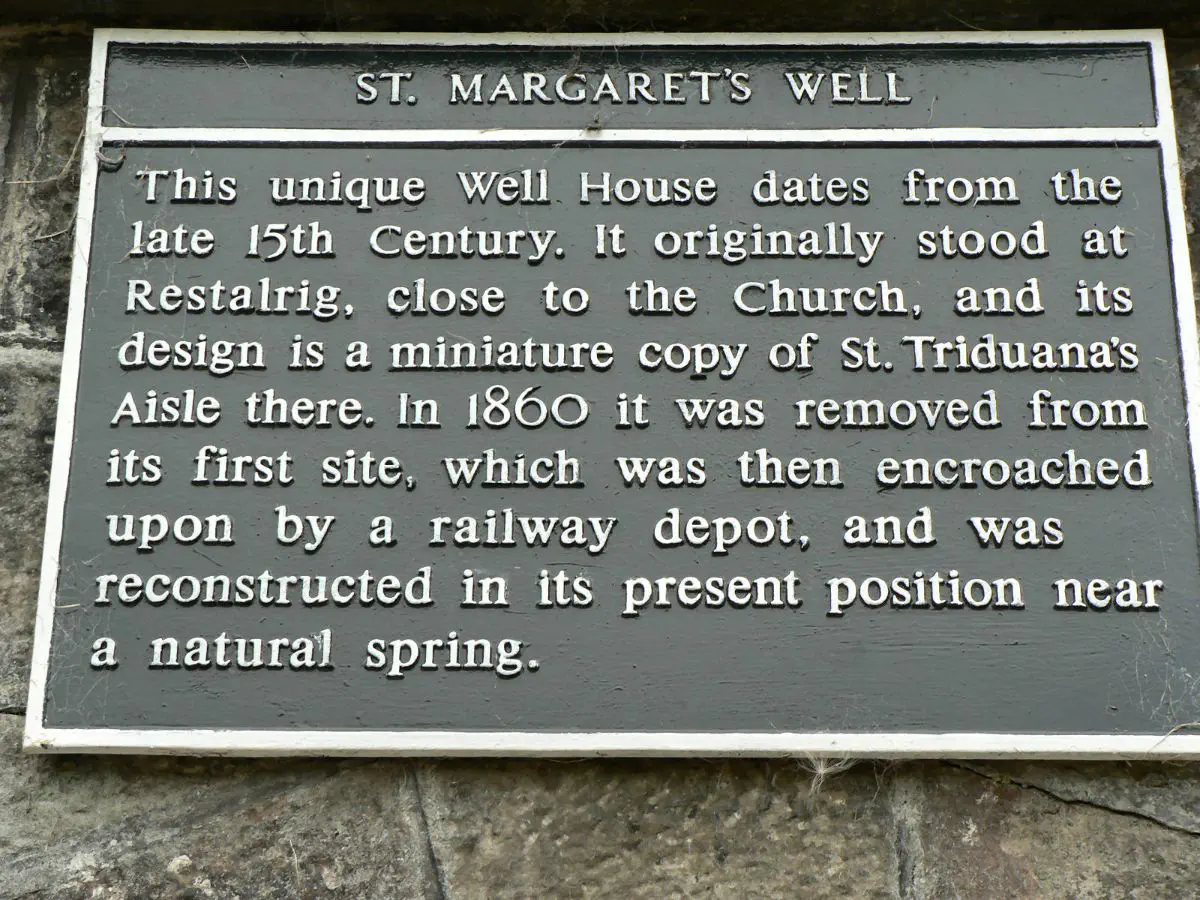 ST. MARGARET'S WELL
This unique Well House dates from the
late 15th Century. It originally stood at
Restalrig, close to the Church, and its
design is a miniature copy of St. Triduana's
Aisle there. In 1860 it was removed from
its first site, which was then encroached
upon by a railway depot, and was
reconstructed in its present position near
a natural spring.